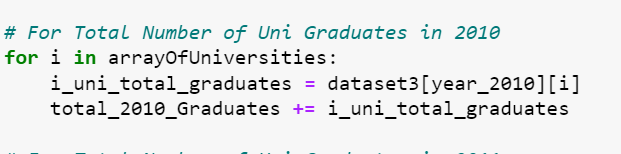 # For Total Number of Uni Graduates in 2010
for i in arrayOfUniversities:
    i_uni_total_graduates = dataset3[year_2010][i]
    total_2010_Graduates += i_uni_total_graduates